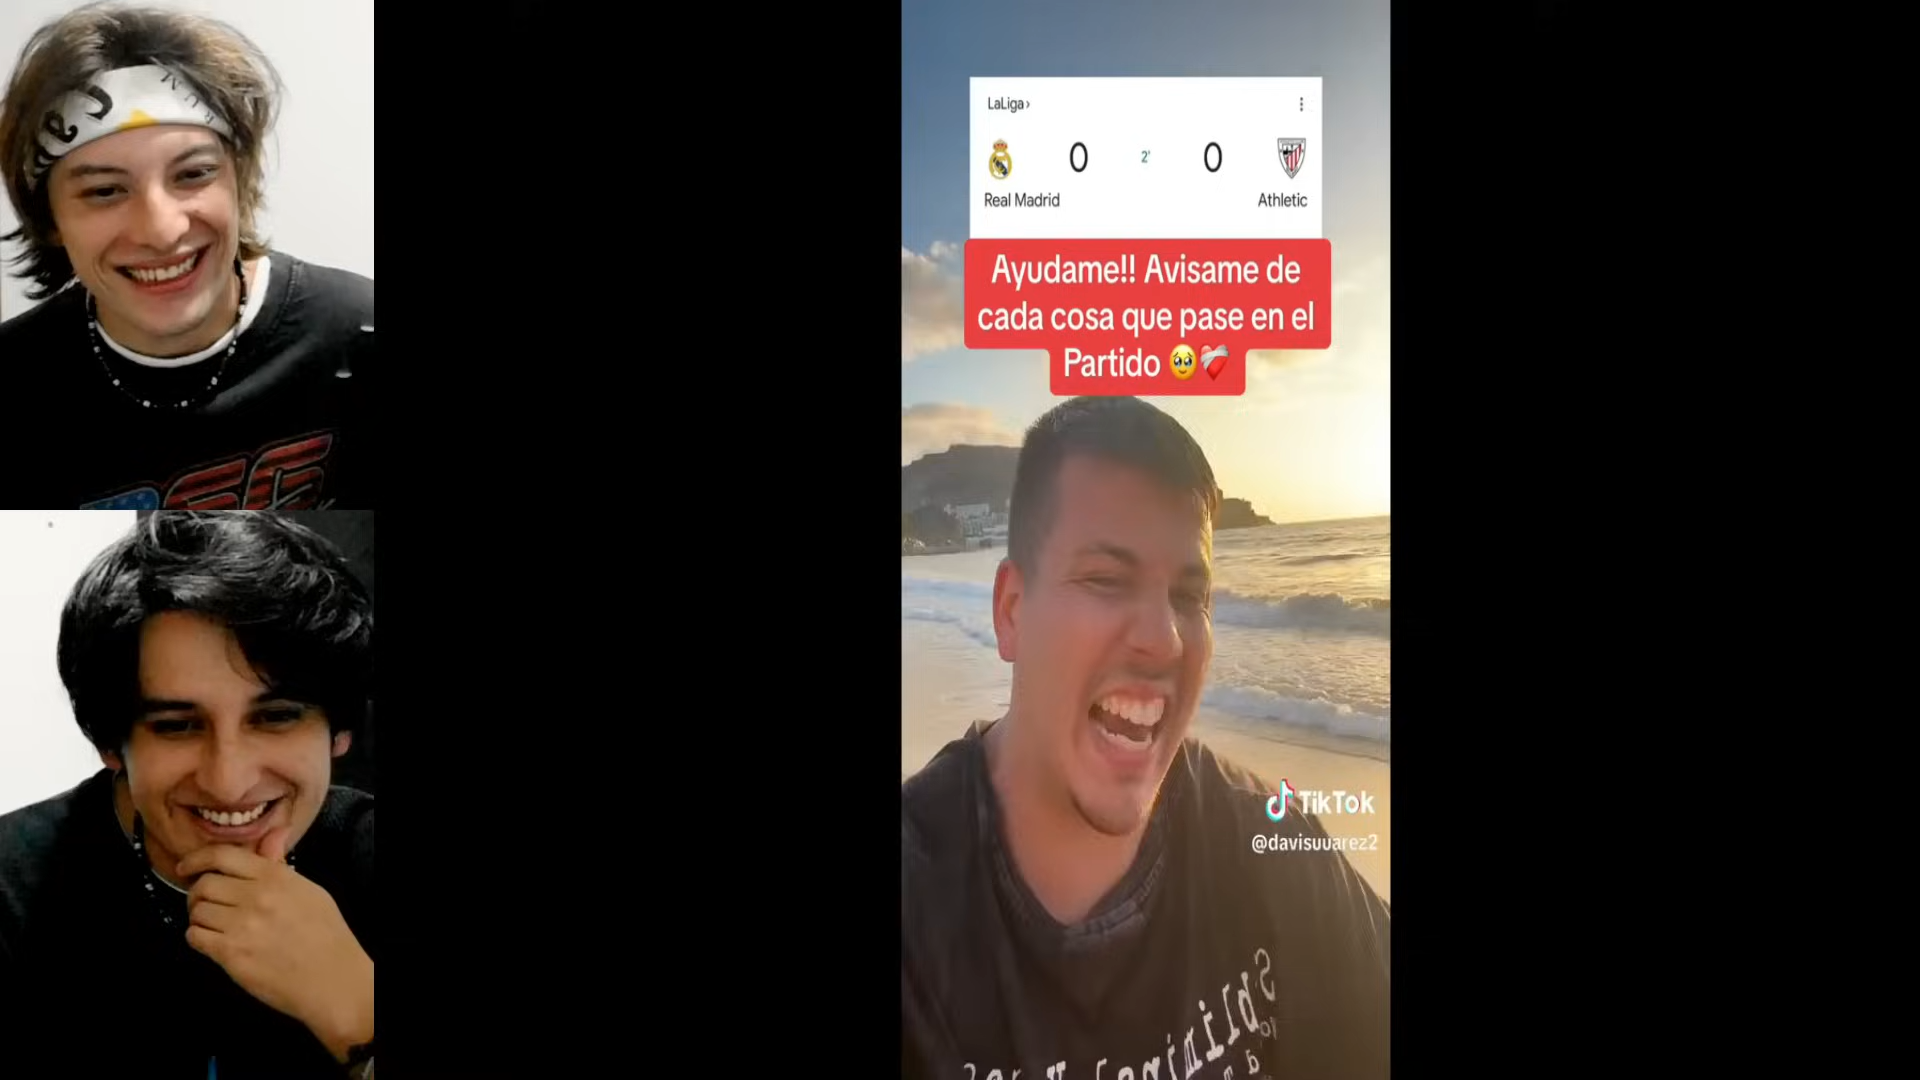 LaLiga ›
0 2' 0
Real Madrid Athletic
Ayudame!! Avisame de
cada cosa que pase en el
Partido 🥹❤️‍🩹
TikTok
@davisuuarez2